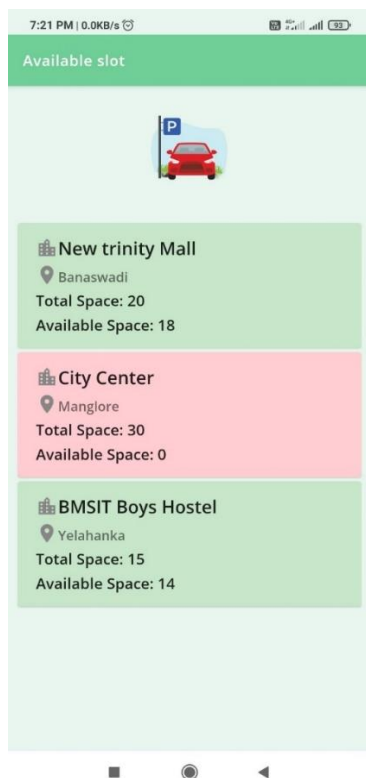 7:21 PM | 0.0KB/s
93
Available slot
P
New trinity Mall
Banaswadi
Total Space: 20
Available Space: 18
City Center
Manglore
Total Space: 30
Available Space: 0
BMSIT Boys Hostel
Yelahanka
Total Space: 15
Available Space: 14